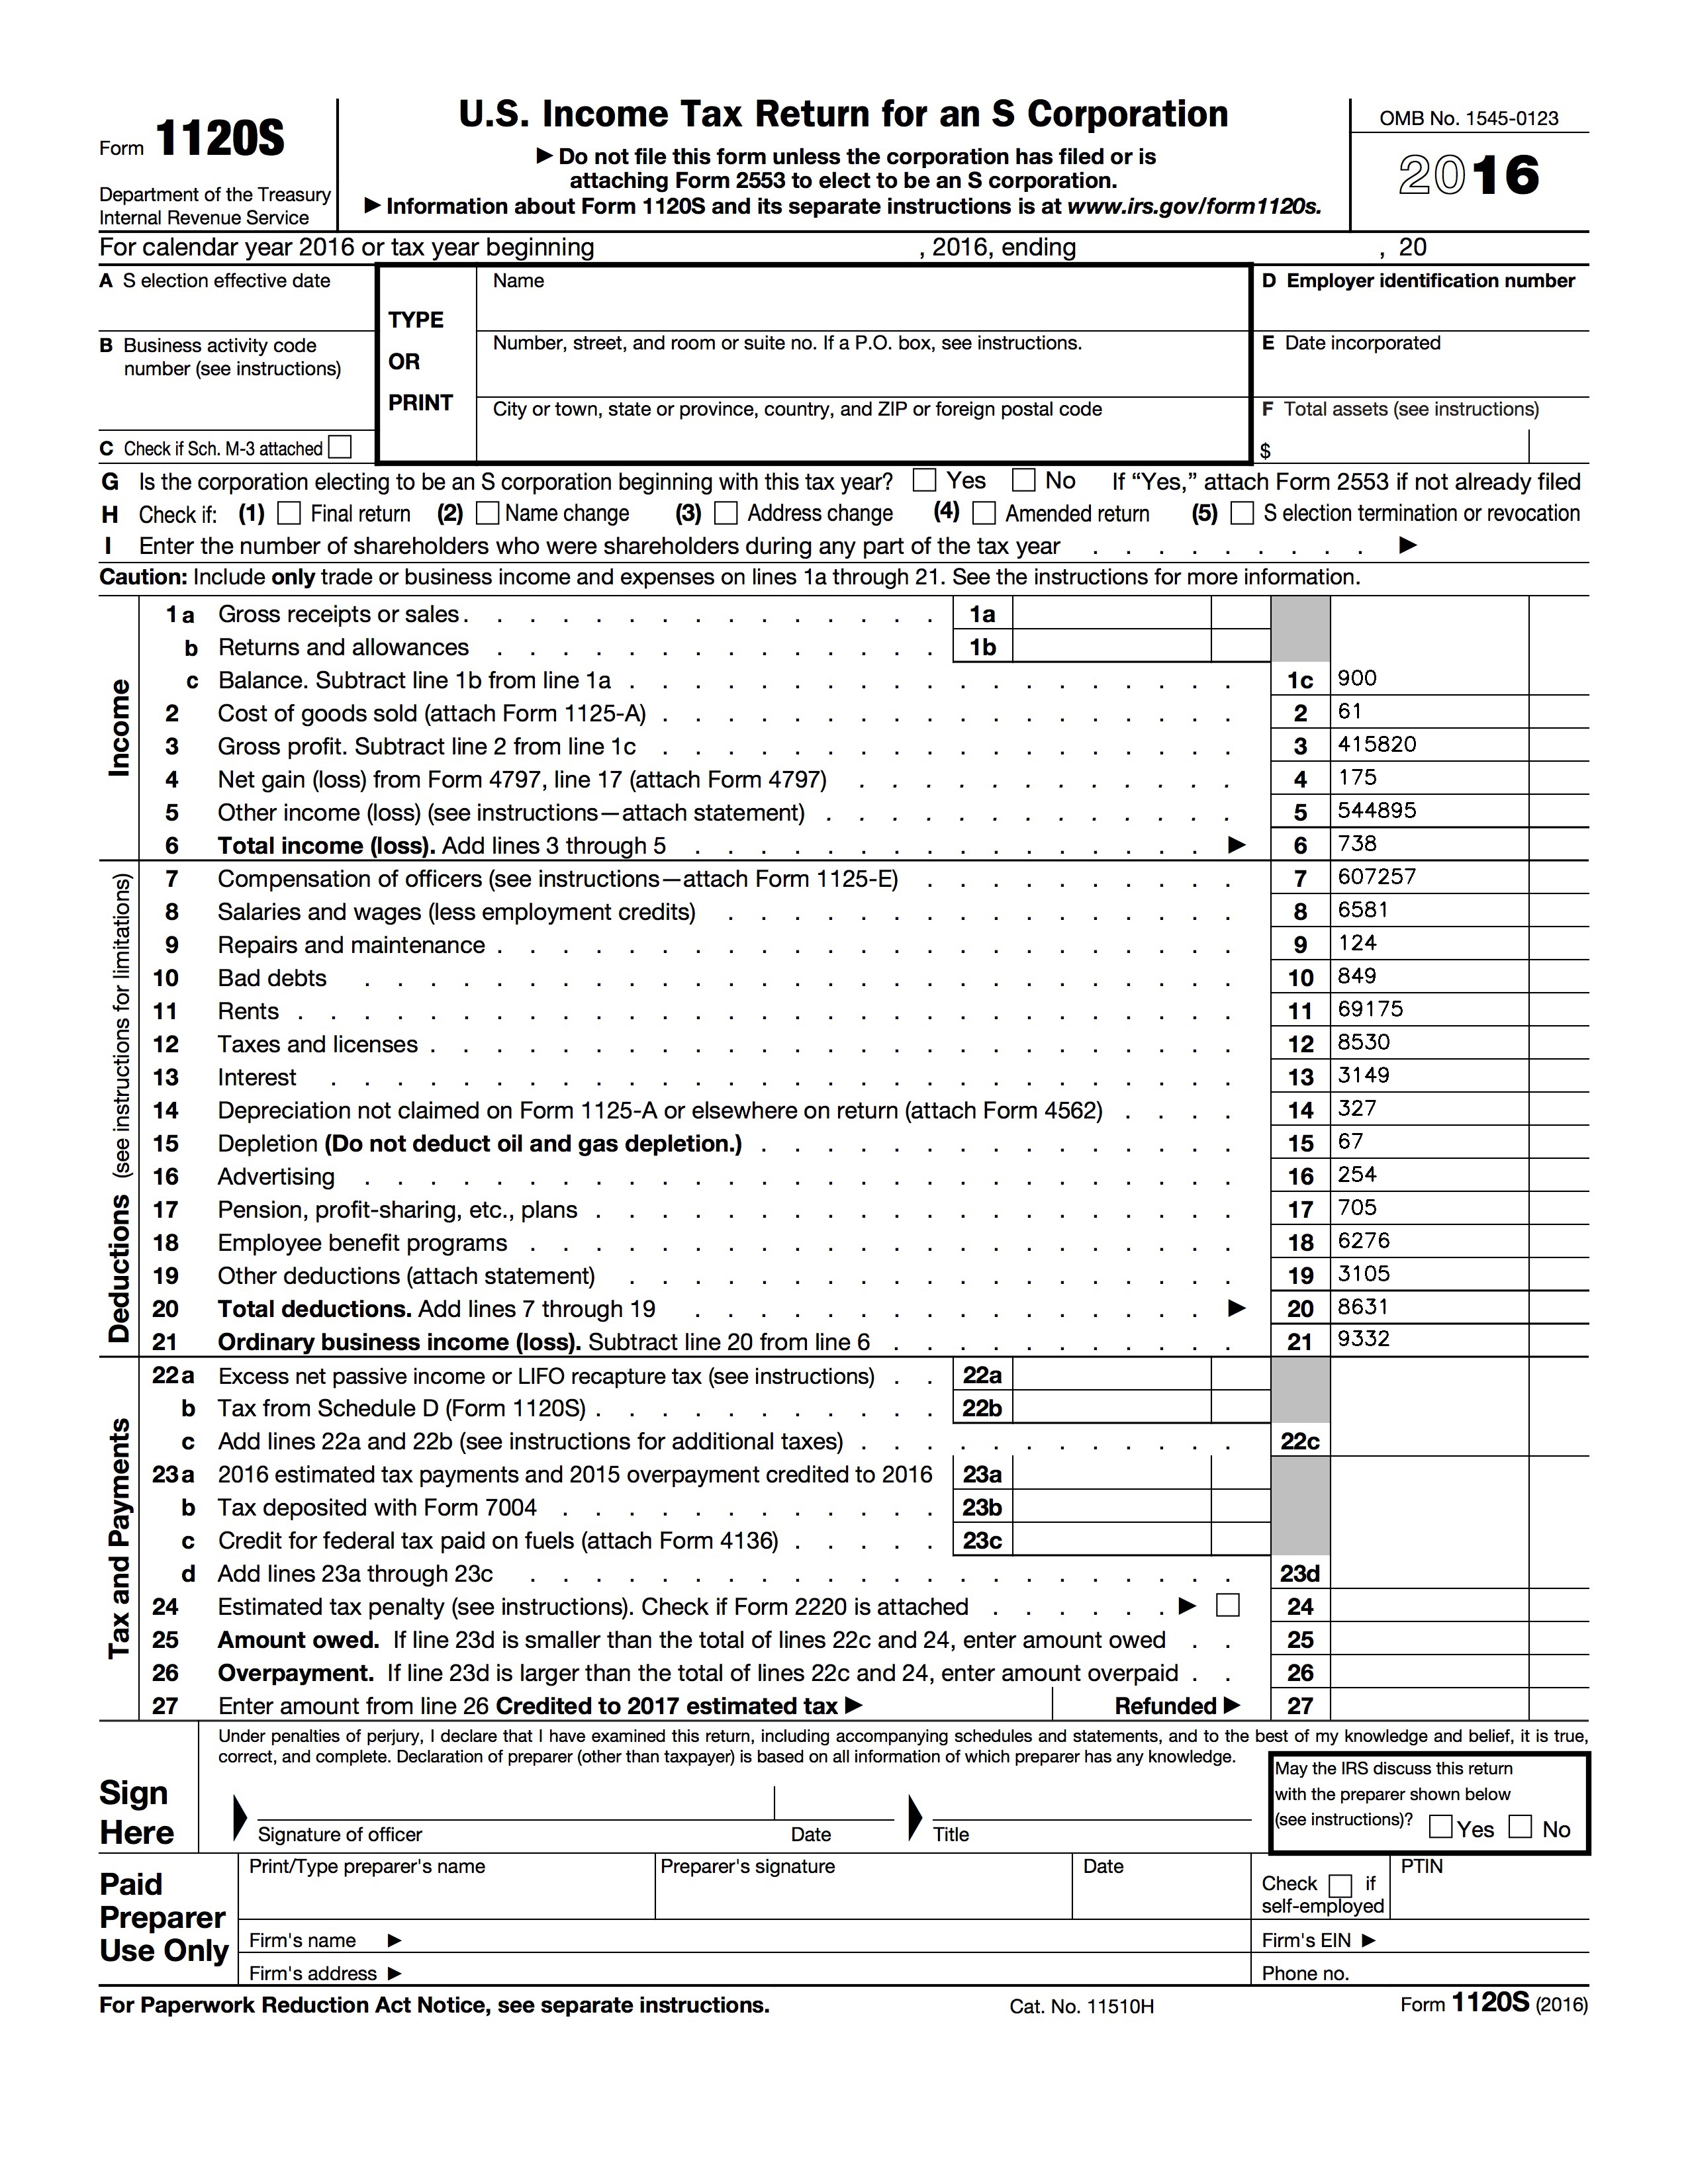 Form 1120S
Department of the Treasury
Internal Revenue Service
U.S. Income Tax Return for an S Corporation
▶ Do not file this form unless the corporation has filed or is
attaching Form 2553 to elect to be an S corporation.
▶ Information about Form 1120S and its separate instructions is at www.irs.gov/form1120s.
OMB No. 1545-0123
2016
For calendar year 2016 or tax year beginning , 2016, ending , 20
A S election effective date
B Business activity code
number (see instructions)
C Check if Sch. M-3 attached
TYPE
OR
PRINT
Name
Number, street, and room or suite no. If a P.O. box, see instructions.
City or town, state or province, country, and ZIP or foreign postal code
D Employer identification number
E Date incorporated
F Total assets (see instructions)
$
G Is the corporation electing to be an S corporation beginning with this tax year? Yes No If “Yes,” attach Form 2553 if not already filed
H Check if: (1) Final return (2) Name change (3) Address change (4) Amended return (5) S election termination or revocation
I Enter the number of shareholders who were shareholders during any part of the tax year . . . . . . . . . ▶
Caution: Include only trade or business income and expenses on lines 1a through 21. See the instructions for more information.
Income
1a Gross receipts or sales 1a
b Returns and allowances 1b
c Balance. Subtract line 1b from line 1a 1c 900
2 Cost of goods sold (attach Form 1125-A) 2 61
3 Gross profit. Subtract line 2 from line 1c 3 415820
4 Net gain (loss) from Form 4797, line 17 (attach Form 4797) 4 175
5 Other income (loss) (see instructions—attach statement) 5 544895
6 Total income (loss). Add lines 3 through 5 ▶ 6 738
Deductions (see instructions for limitations)
7 Compensation of officers (see instructions—attach Form 1125-E) 7 607257
8 Salaries and wages (less employment credits) 8 6581
9 Repairs and maintenance 9 124
10 Bad debts 10 849
11 Rents 11 69175
12 Taxes and licenses 12 8530
13 Interest 13 3149
14 Depreciation not claimed on Form 1125-A or elsewhere on return (attach Form 4562) 14 327
15 Depletion (Do not deduct oil and gas depletion.) 15 67
16 Advertising 16 254
17 Pension, profit-sharing, etc., plans 17 705
18 Employee benefit programs 18 6276
19 Other deductions (attach statement) 19 3105
20 Total deductions. Add lines 7 through 19 ▶ 20 8631
21 Ordinary business income (loss). Subtract line 20 from line 6 21 9332
Tax and Payments
22a Excess net passive income or LIFO recapture tax (see instructions) 22a
b Tax from Schedule D (Form 1120S) 22b
c Add lines 22a and 22b (see instructions for additional taxes) 22c
23a 2016 estimated tax payments and 2015 overpayment credited to 2016 23a
b Tax deposited with Form 7004 23b
c Credit for federal tax paid on fuels (attach Form 4136) 23c
d Add lines 23a through 23c 23d
24 Estimated tax penalty (see instructions). Check if Form 2220 is attached ▶ 24
25 Amount owed. If line 23d is smaller than the total of lines 22c and 24, enter amount owed 25
26 Overpayment. If line 23d is larger than the total of lines 22c and 24, enter amount overpaid 26
27 Enter amount from line 26 Credited to 2017 estimated tax ▶ Refunded ▶ 27
Sign
Here
Under penalties of perjury, I declare that I have examined this return, including accompanying schedules and statements, and to the best of my knowledge and belief, it is true,
correct, and complete. Declaration of preparer (other than taxpayer) is based on all information of which preparer has any knowledge.
Signature of officer Date Title
May the IRS discuss this return
with the preparer shown below
(see instructions)? Yes No
Paid
Preparer
Use Only
Print/Type preparer's name
Preparer's signature
Date
Check if
self-employed
PTIN
Firm's name ▶
Firm's EIN ▶
Firm's address ▶
Phone no.
For Paperwork Reduction Act Notice, see separate instructions. Cat. No. 11510H Form 1120S (2016)